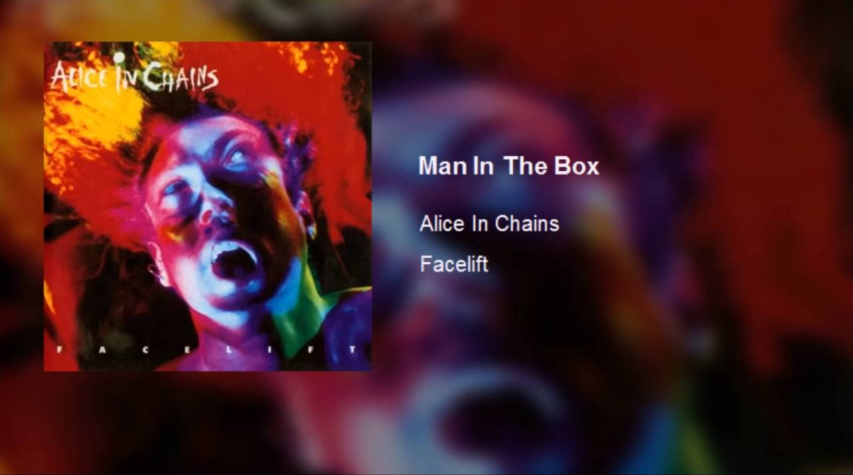 ALICE IN CHAINS
FACELIFT
Man In The Box
Alice In Chains
Facelift